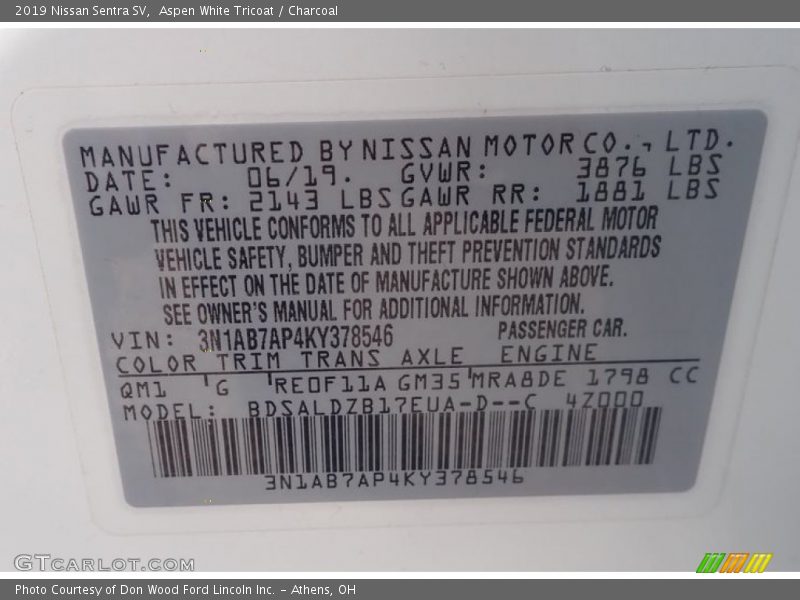 2019 Nissan Sentra SV,  Aspen White Tricoat / Charcoal
MANUFACTURED BY NISSAN MOTOR CO., LTD.
DATE: 06/19. GVWR: 3876 LBS
GAWR FR: 2143 LBS GAWR RR: 1881 LBS
THIS VEHICLE CONFORMS TO ALL APPLICABLE FEDERAL MOTOR
VEHICLE SAFETY, BUMPER AND THEFT PREVENTION STANDARDS
IN EFFECT ON THE DATE OF MANUFACTURE SHOWN ABOVE.
SEE OWNER'S MANUAL FOR ADDITIONAL INFORMATION.
VIN: 3N1AB7AP4KY378546 PASSENGER CAR.
COLOR TRIM TRANS AXLE ENGINE
QM1 G RE0F11A GM35 MRA8DE 1798 CC
MODEL: BDSALDZB17EUA-D--C 4Z000
3N1AB7AP4KY378546
GTCARLOT.COM
Photo Courtesy of Don Wood Ford Lincoln Inc. - Athens, OH